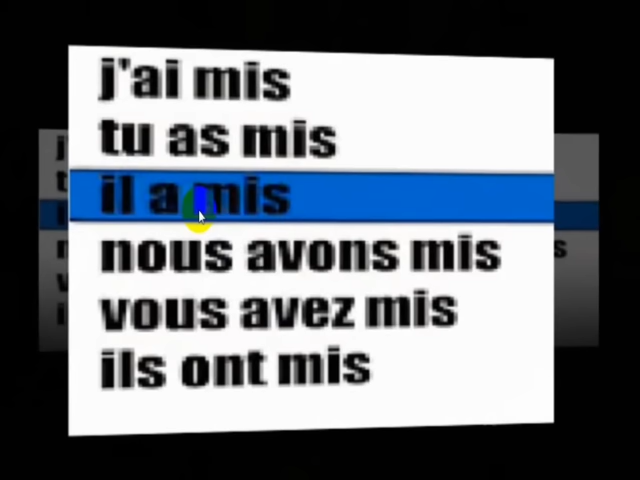 j'ai mis
tu as mis
il a mis
nous avons mis
vous avez mis
ils ont mis